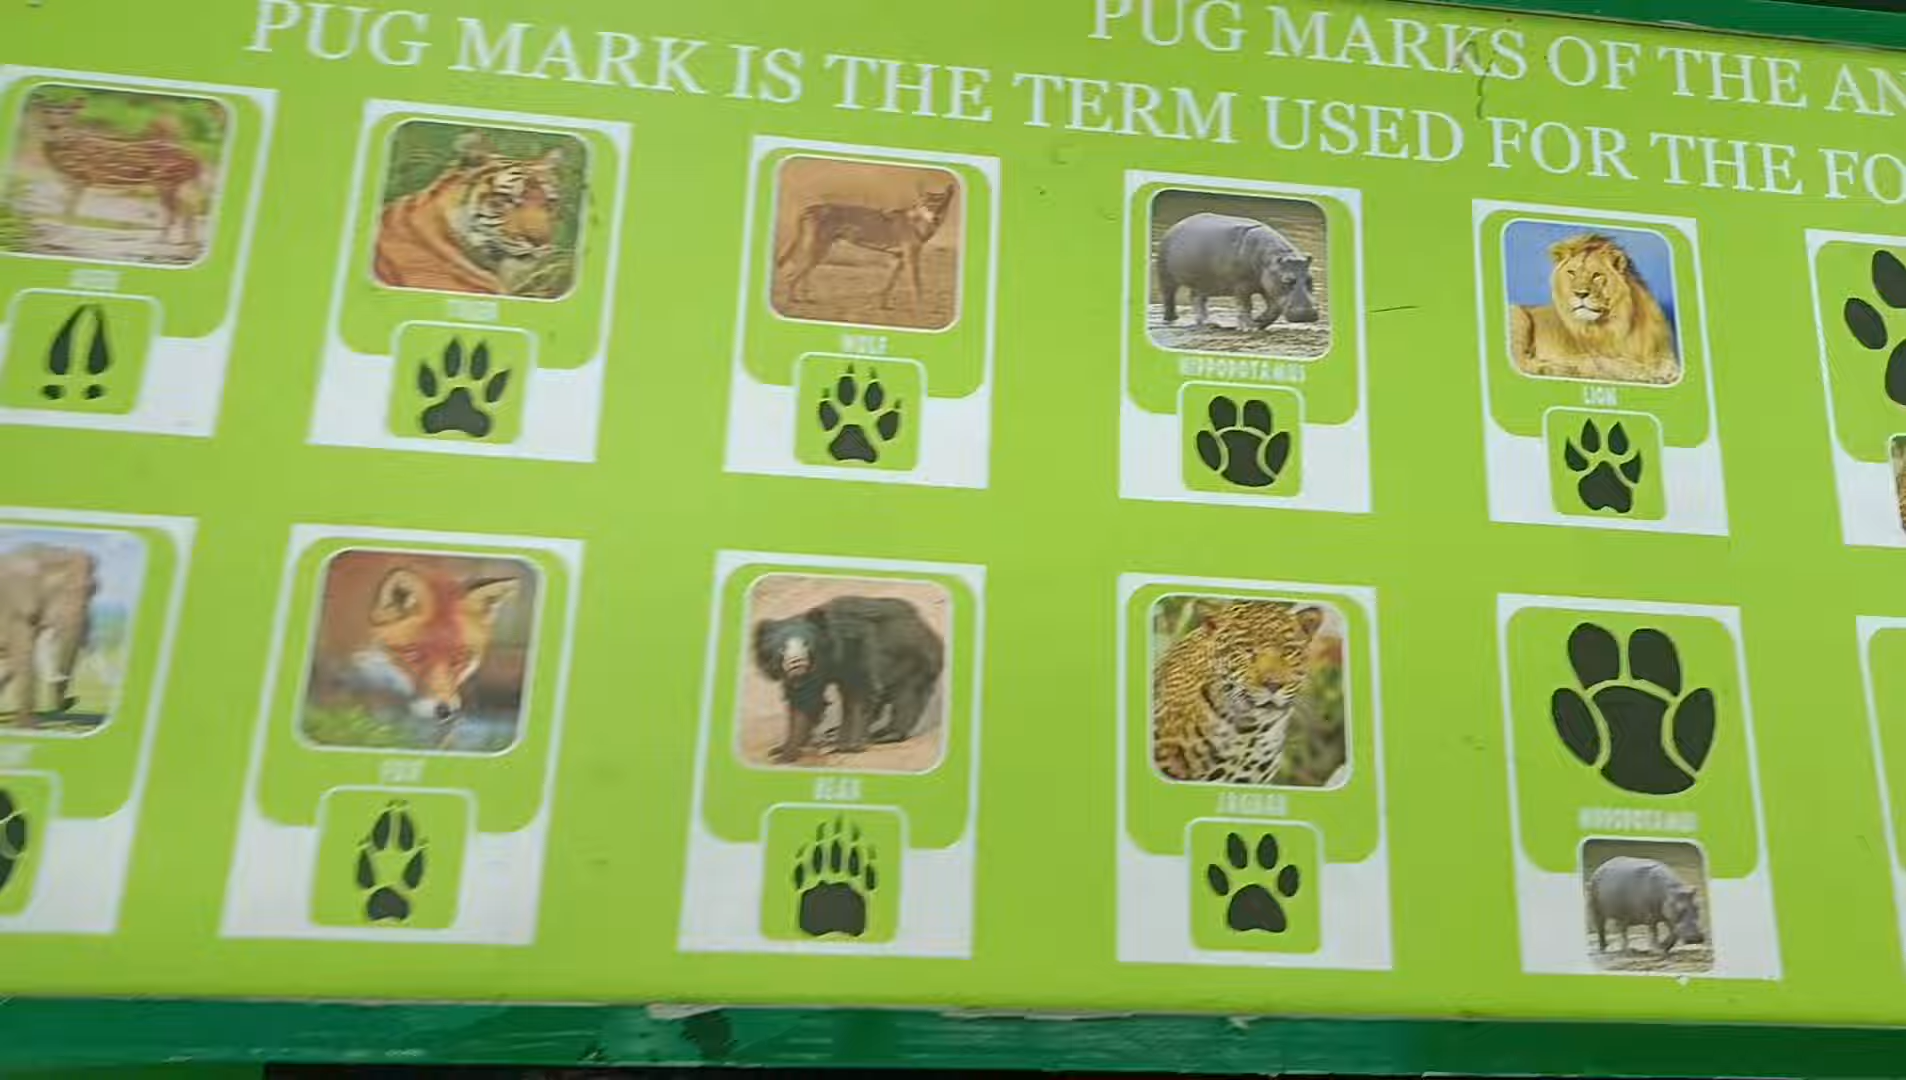 PUG MARKS OF THE AN
PUG MARK IS THE TERM USED FOR THE FO
TIGER
WOLF
HIPPOPOTAMUS
LION
FOX
BEAR
JAGUAR
HIPPOPOTAMUS